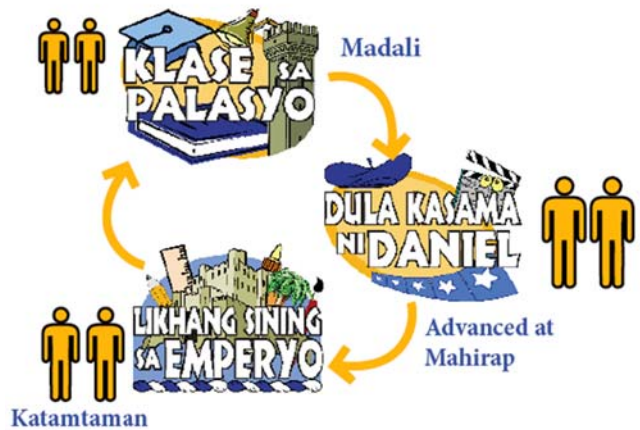 KLASE SA
PALASYO
Madali
DULA KASAMA
NI DANIEL
Advanced at
Mahirap
LIKHANG SINING
SA EMPERYO
Katamtaman